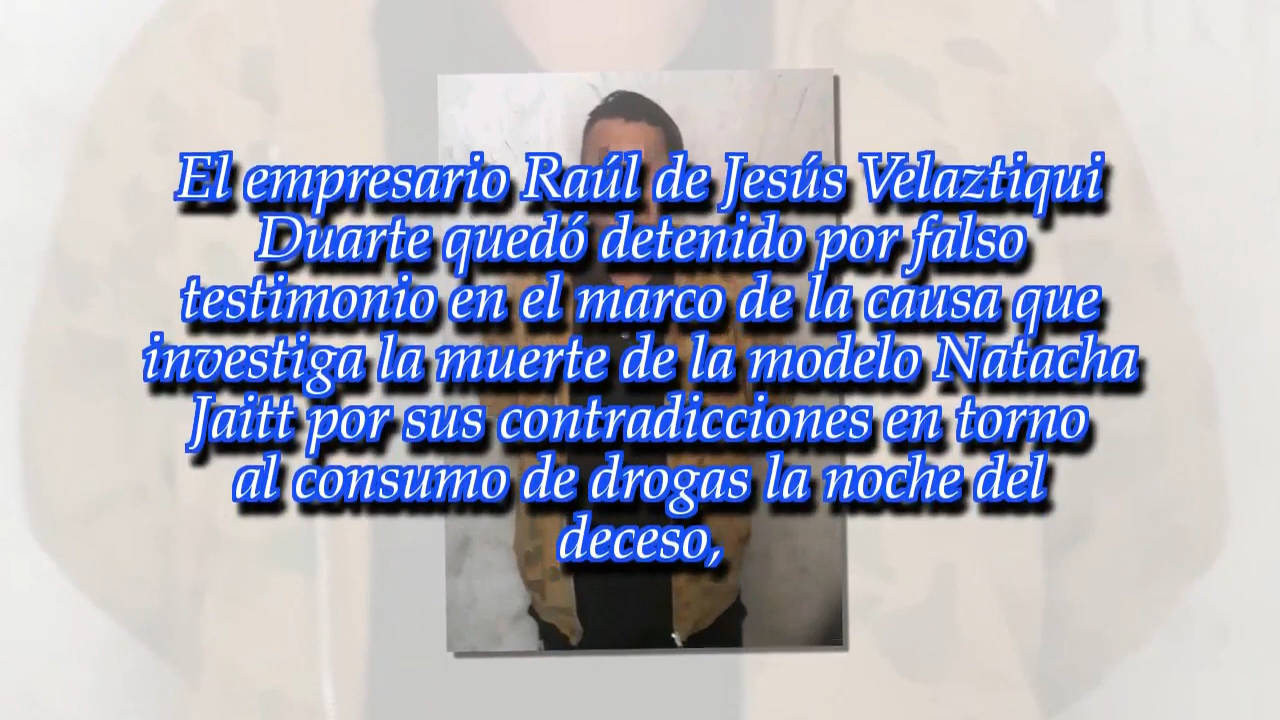 El empresario Raúl de Jesús Velaztiqui
Duarte quedó detenido por falso
testimonio en el marco de la causa que
investiga la muerte de la modelo Natacha
Jaitt por sus contradicciones en torno
al consumo de drogas la noche del
deceso,